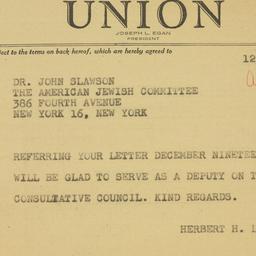 UNION
JOSEPH L. EGAN
PRESIDENT
ject to the terms on back hereof, which are hereby agreed to
12
DR. JOHN SLAWSON
THE AMERICAN JEWISH COMMITTEE
386 FOURTH AVENUE
NEW YORK 16, NEW YORK
REFERRING YOUR LETTER DECEMBER NINETEE
WILL BE GLAD TO SERVE AS A DEPUTY ON T
CONSULTATIVE COUNCIL. KIND REGARDS.
HERBERT H. L